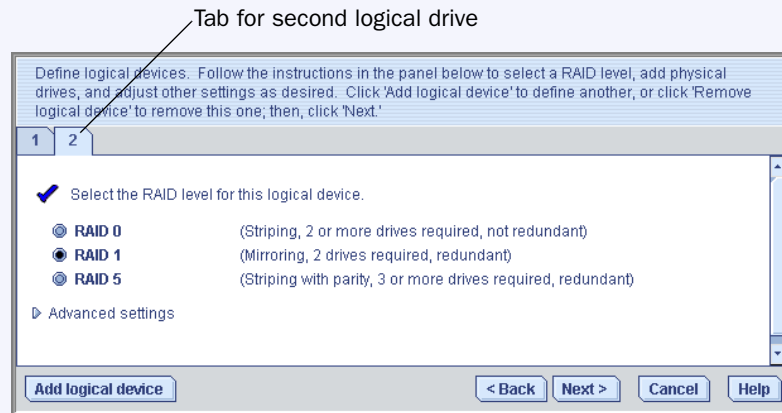 Tab for second logical drive
Define logical devices. Follow the instructions in the panel below to select a RAID level, add physical
drives, and adjust other settings as desired. Click 'Add logical device' to define another, or click 'Remove
logical device' to remove this one; then, click 'Next.'
1 2
Select the RAID level for this logical device.
RAID 0 (Striping, 2 or more drives required, not redundant)
RAID 1 (Mirroring, 2 drives required, redundant)
RAID 5 (Striping with parity, 3 or more drives required, redundant)
Advanced settings
Add logical device < Back Next > Cancel Help